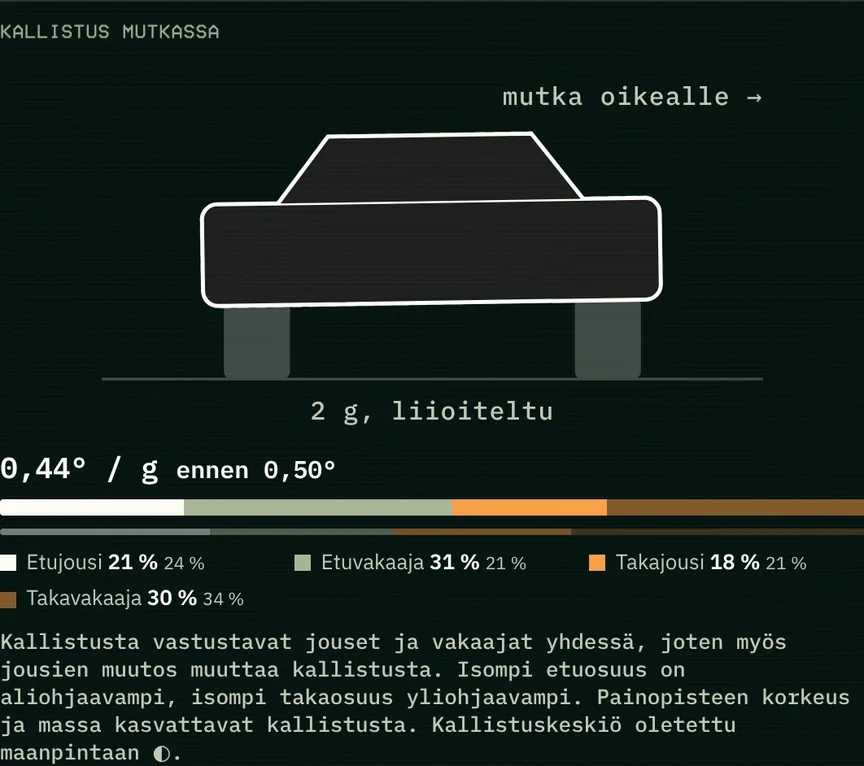 KALLISTUS MUTKASSA
mutka oikealle →
2 g, liioiteltu
0,44° / g ennen 0,50°
Etujousi 21 % 24 % Etuvakaaja 31 % 21 % Takajousi 18 % 21 %
Takavakaaja 30 % 34 %
Kallistusta vastustavat jouset ja vakaajat yhdessä, joten myös
jousien muutos muuttaa kallistusta. Isompi etuosuus on
aliohjaavampi, isompi takaosuus yliohjaavampi. Painopisteen korkeus
ja massa kasvattavat kallistusta. Kallistuskeskiö oletettu
maanpintaan ◐.